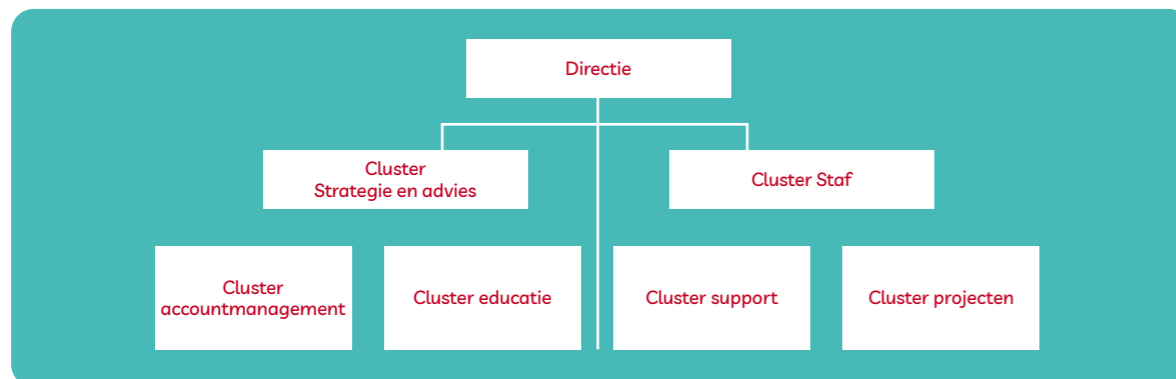 Directie
Cluster
Strategie en advies
Cluster Staf
Cluster
accountmanagement
Cluster educatie
Cluster support
Cluster projecten